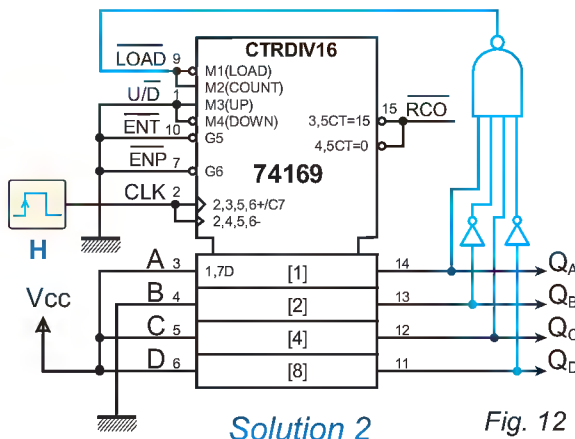 CTRDIV16
LOAD 9 M1(LOAD)
M2(COUNT)
U/D 1 M3(UP)
M4(DOWN)
ENT 10 G5
ENP 7 G6
3,5CT=15 15 RCO
4,5CT=0
74169
CLK 2 2,3,5,6+/C7
2,4,5,6-
H
A 3 1,7D [1] 14 QA
B 4 [2] 13 QB
C 5 [4] 12 QC
D 6 [8] 11 QD
Vcc
Solution 2
Fig. 12